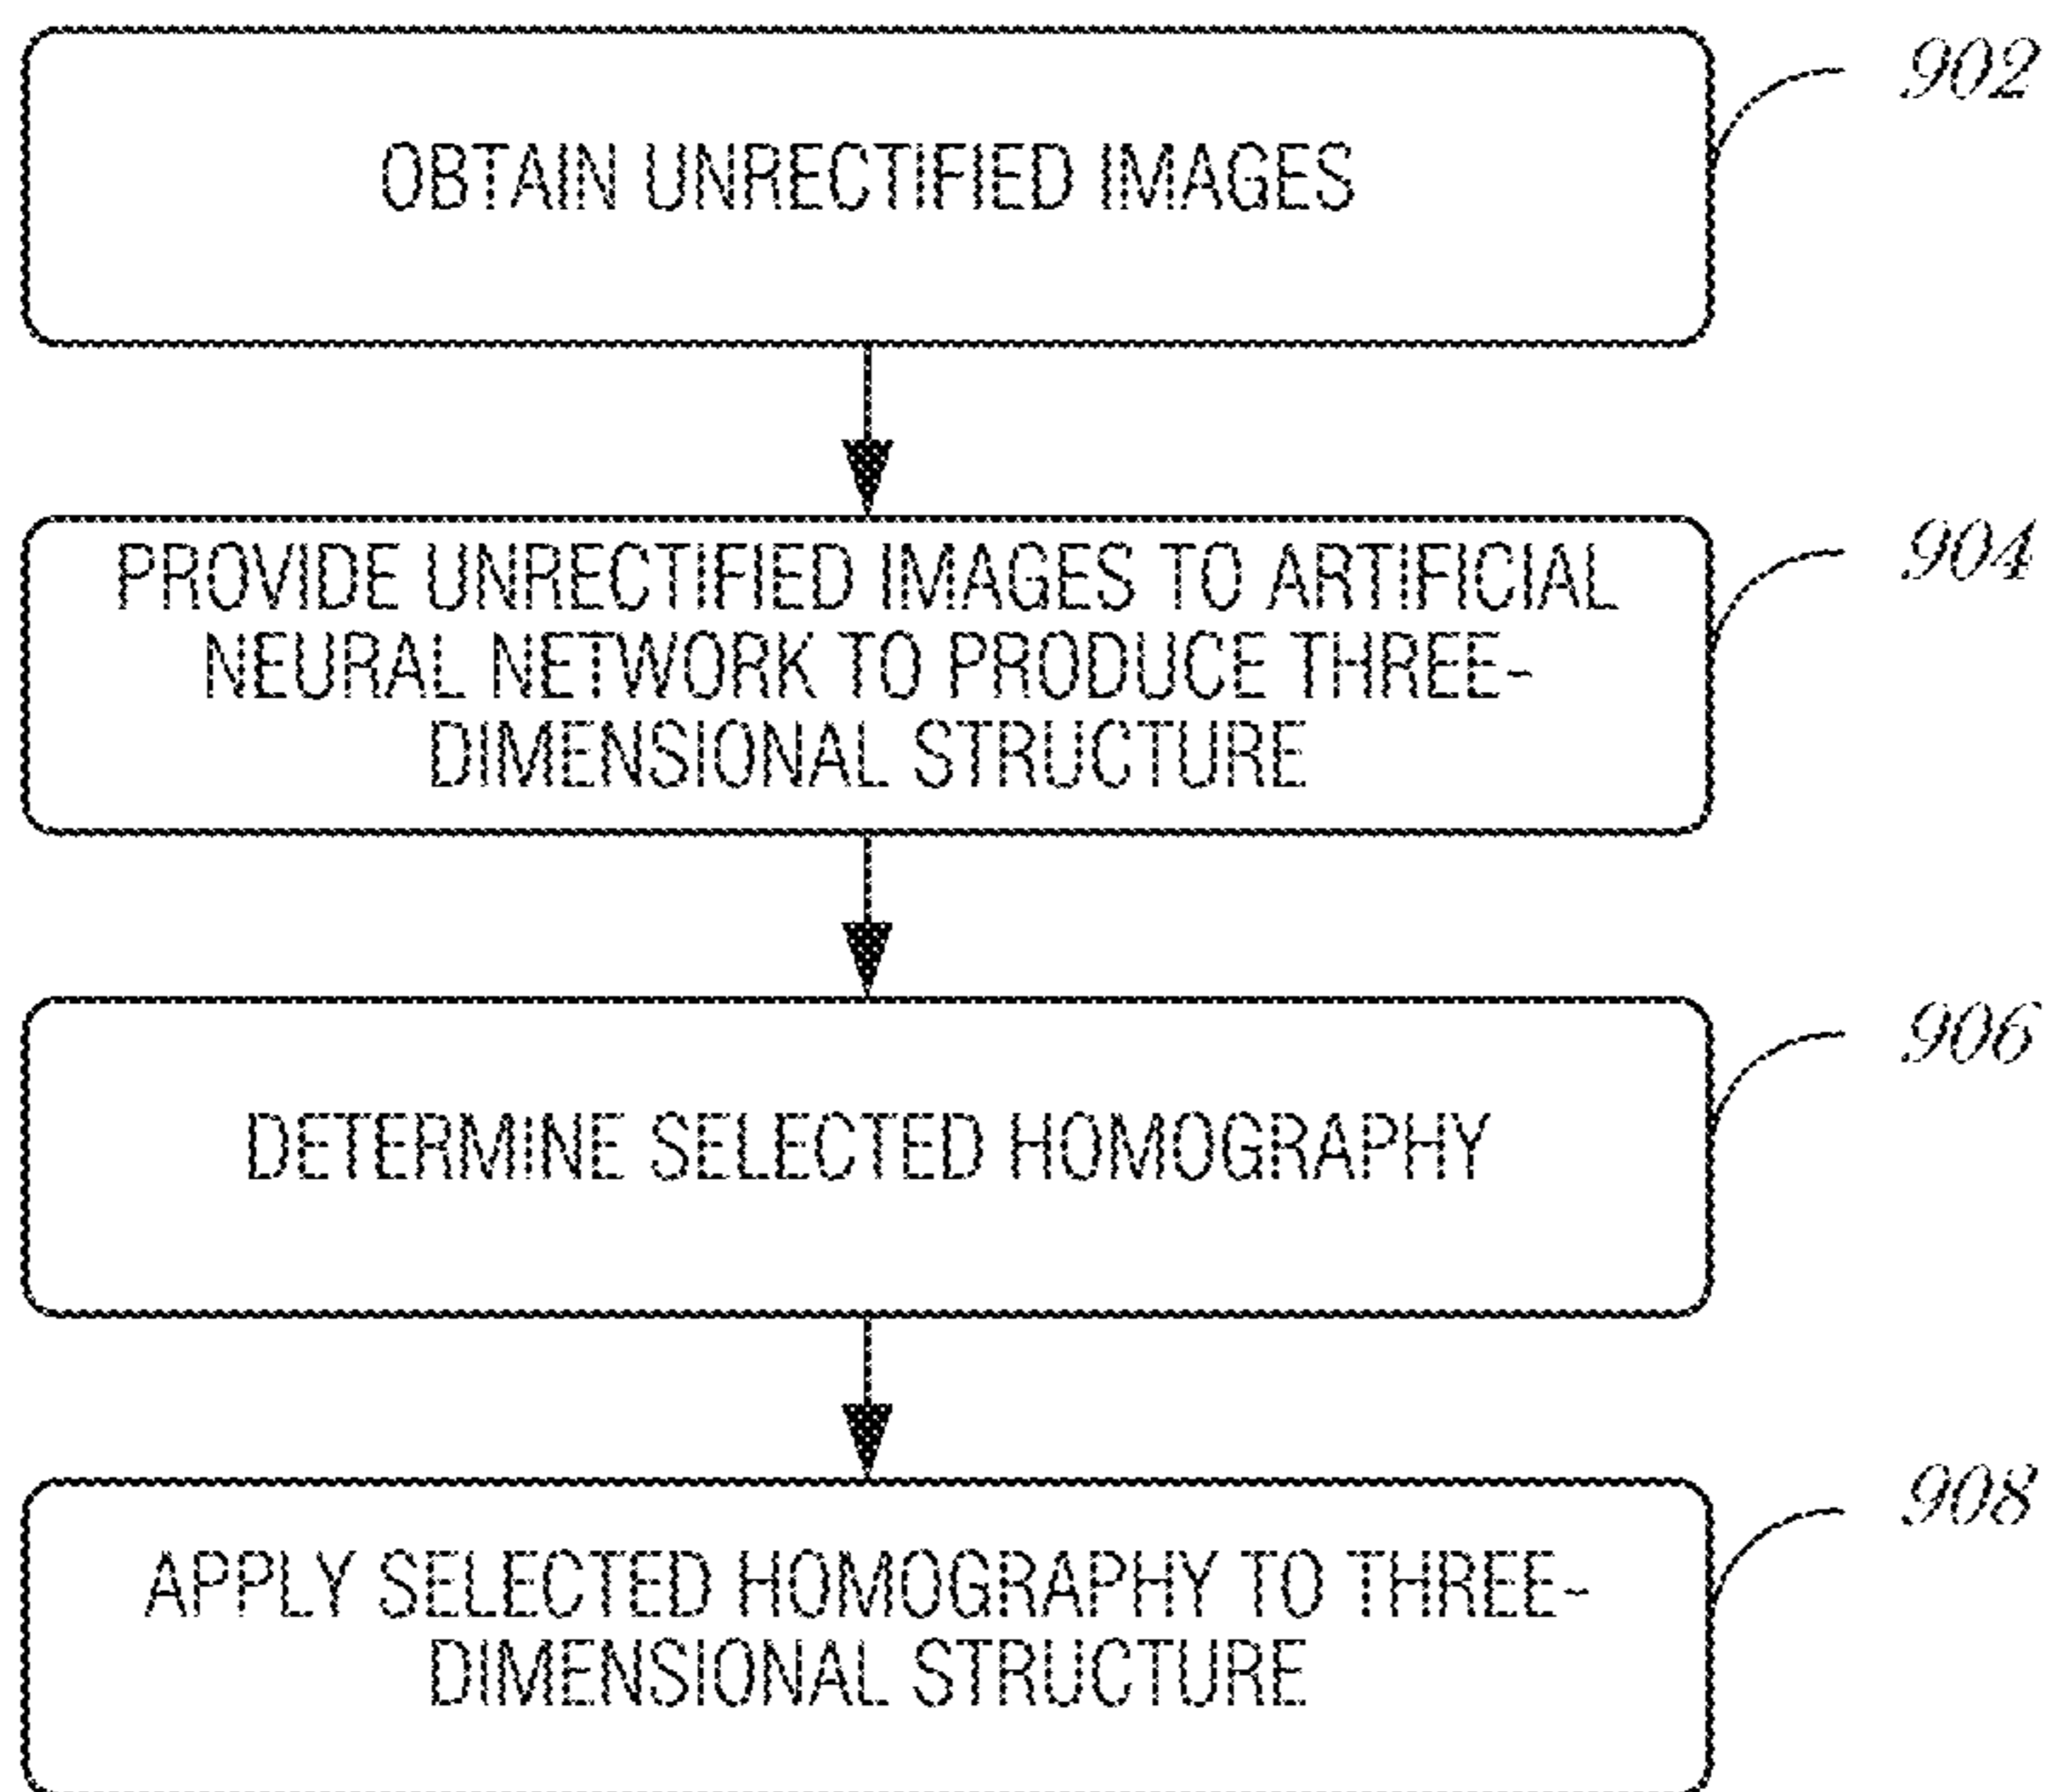 OBTAIN UNRECTIFIED IMAGES
902
PROVIDE UNRECTIFIED IMAGES TO ARTIFICIAL
NEURAL NETWORK TO PRODUCE THREE-
DIMENSIONAL STRUCTURE
904
DETERMINE SELECTED HOMOGRAPHY
906
APPLY SELECTED HOMOGRAPHY TO THREE-
DIMENSIONAL STRUCTURE
908